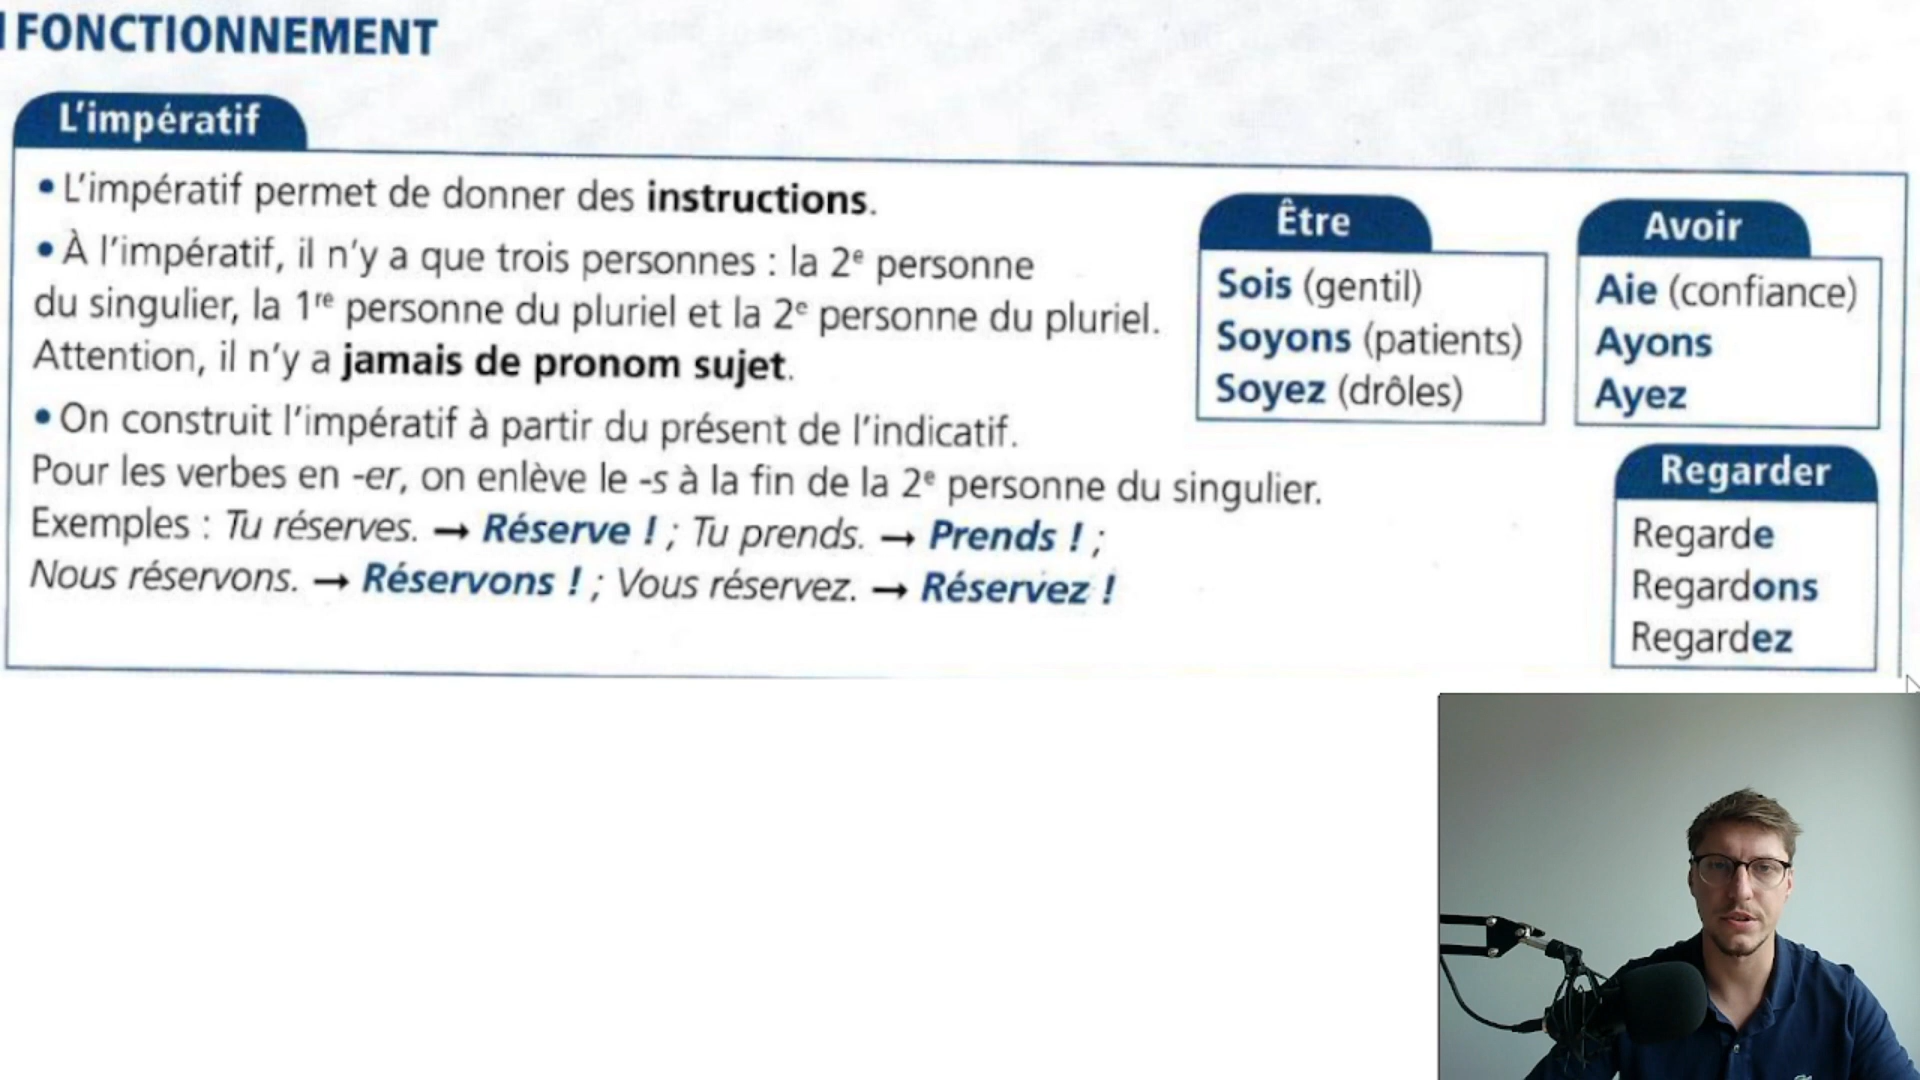 FONCTIONNEMENT
L'impératif
• L'impératif permet de donner des instructions.
• À l'impératif, il n'y a que trois personnes : la 2e personne
du singulier, la 1re personne du pluriel et la 2e personne du pluriel.
Attention, il n'y a jamais de pronom sujet.
• On construit l'impératif à partir du présent de l'indicatif.
Pour les verbes en -er, on enlève le -s à la fin de la 2e personne du singulier.
Exemples : Tu réserves. → Réserve ! ; Tu prends. → Prends ! ;
Nous réservons. → Réservons ! ; Vous réservez. → Réservez !
Être
Sois (gentil)
Soyons (patients)
Soyez (drôles)
Avoir
Aie (confiance)
Ayons
Ayez
Regarder
Regarde
Regardons
Regardez